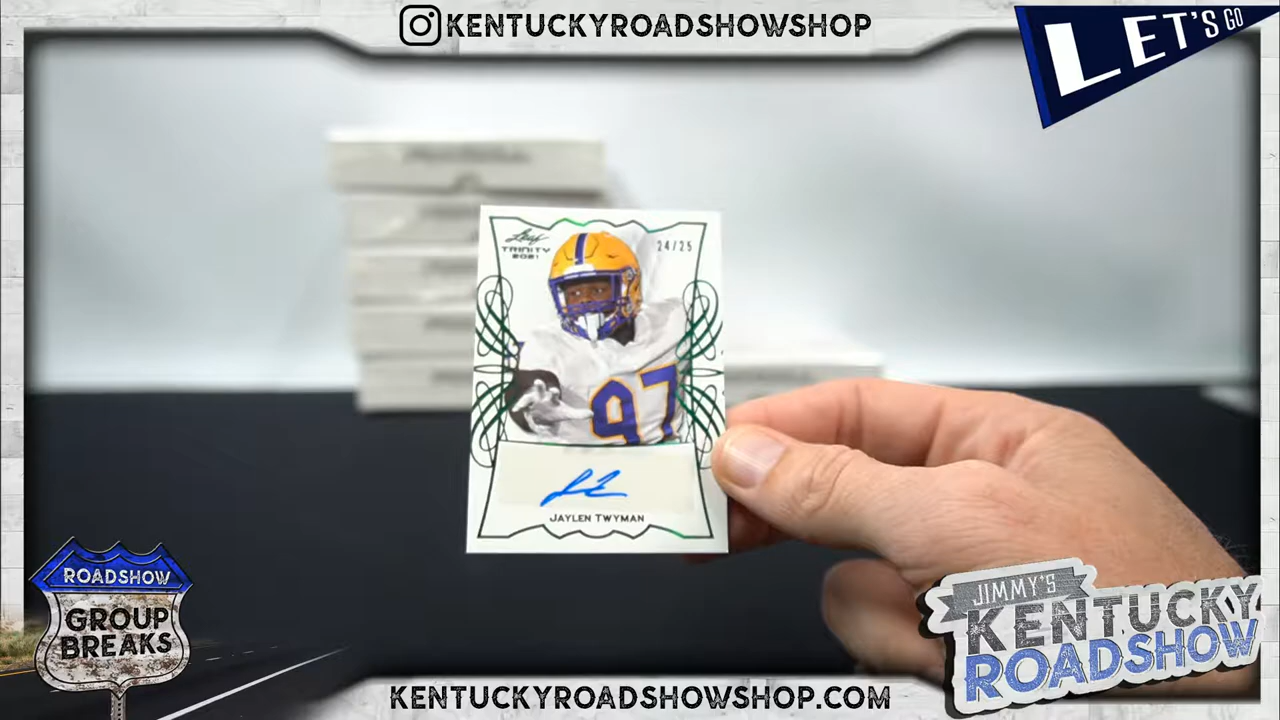 KENTUCKYROADSHOWSHOP
LET'S GO
Leaf
TRINITY
2021
24/25
97
JAYLEN TWYMAN
ROADSHOW
GROUP
BREAKS
JIMMY'S
KENTUCKY
ROADSHOW
KENTUCKYROADSHOWSHOP.COM